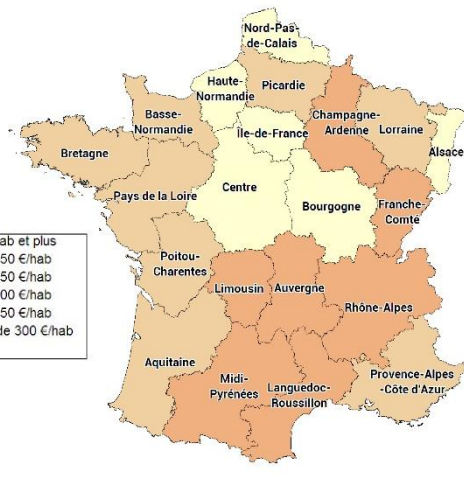 Nord-Pas-
de-Calais
Haute-
Normandie
Picardie
Basse-
Normandie
Île-de-France
Champagne-
Ardenne
Lorraine
Alsace
Bretagne
Pays de la Loire
Centre
Bourgogne
Franche-
Comté
ab et plus
50 €/hab
50 €/hab
00 €/hab
50 €/hab
de 300 €/hab
Poitou-
Charentes
Limousin
Auvergne
Rhône-Alpes
Aquitaine
Midi-
Pyrénées
Languedoc-
Roussillon
Provence-Alpes
-Côte d'Azur